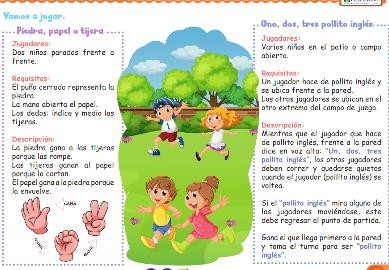 Vamos a jugar.
Piedra, papel o tijera
Jugadores:
Dos niños parados frente a
frente.
Requisitos:
El puño cerrado representa la
piedra.
La mano abierta el papel.
Los dedos: índice y medio las
tijeras.
Descripción:
La piedra gana a las tijeras
porque las rompe.
Las tijeras ganan al papel
porque lo cortan.
El papel gana a la piedra porque
la envuelve.
Uno, dos, tres pollito inglés
Jugadores:
Varios niños en el patio o campo
abierto.
Requisitos:
Un jugador hace de pollito inglés y
se ubica frente a la pared.
Los otros jugadores se ubican en el
otro extremo del campo de juego.
Descripción:
Mientras que el jugador que hace
de pollito inglés, frente a la pared
dice en voz alta: "Un, dos, tres
pollito inglés", los otros jugadores
deben correr y quedarse quietos
cuando el jugador (pollito inglés) se
voltea.
Si el "pollito inglés" mira alguno de
los jugadores moviéndose, este
debe regresar al punto de partida.
Gana el que llega primero a la pared
y toma el turno para ser "pollito
inglés".